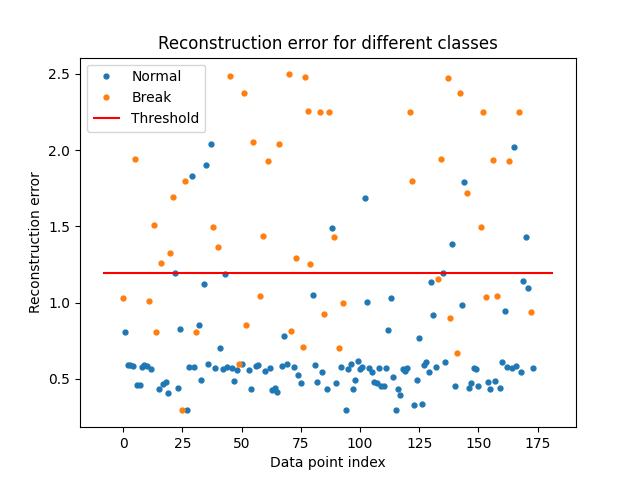 Reconstruction error for different classes
Normal
Break
Threshold
Reconstruction error
2.5
2.0
1.5
1.0
0.5
0 25 50 75 100 125 150 175
Data point index